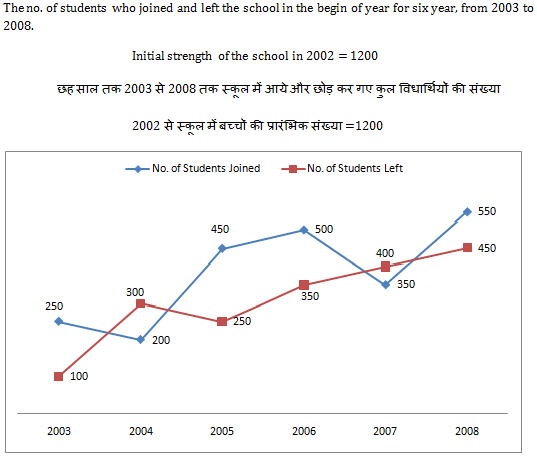 The no. of students who joined and left the school in the begin of year for six year, from 2003 to
2008.
Initial strength of the school in 2002 = 1200
छह साल तक 2003 से 2008 तक स्कूल में आये और छोड़ कर गए कुल विधार्थियों की संख्या
2002 से स्कूल में बच्चों की प्रारंभिक संख्या =1200
No. of Students Joined No. of Students Left
550
450 500
450
400
300 350
250 350
250
200
100
2003 2004 2005 2006 2007 2008